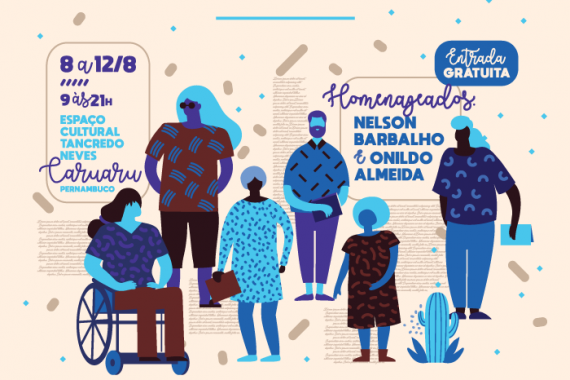 8 a 12/8
9 às 21H
ESPAÇO
CULTURAL
TANCREDO
NEVES
Caruaru
PERNAMBUCO
Entrada
GRATUITA
Homenageados:
NELSON
BARBALHO
& ONILDO
ALMEIDA